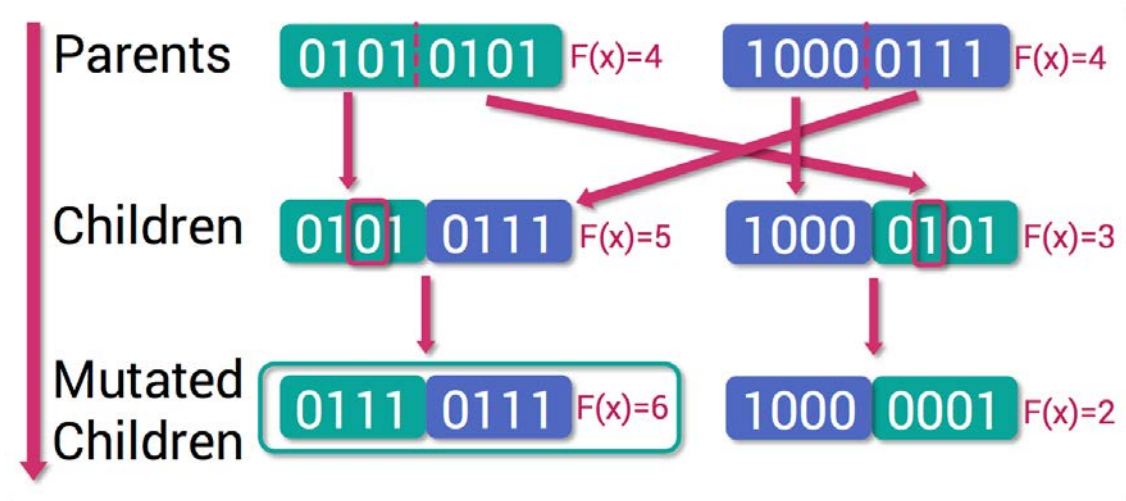 Parents 0101 0101 F(x)=4 1000 0111 F(x)=4
Children 0101 0111 F(x)=5 1000 0101 F(x)=3
Mutated
Children
0111 0111 F(x)=6 1000 0001 F(x)=2